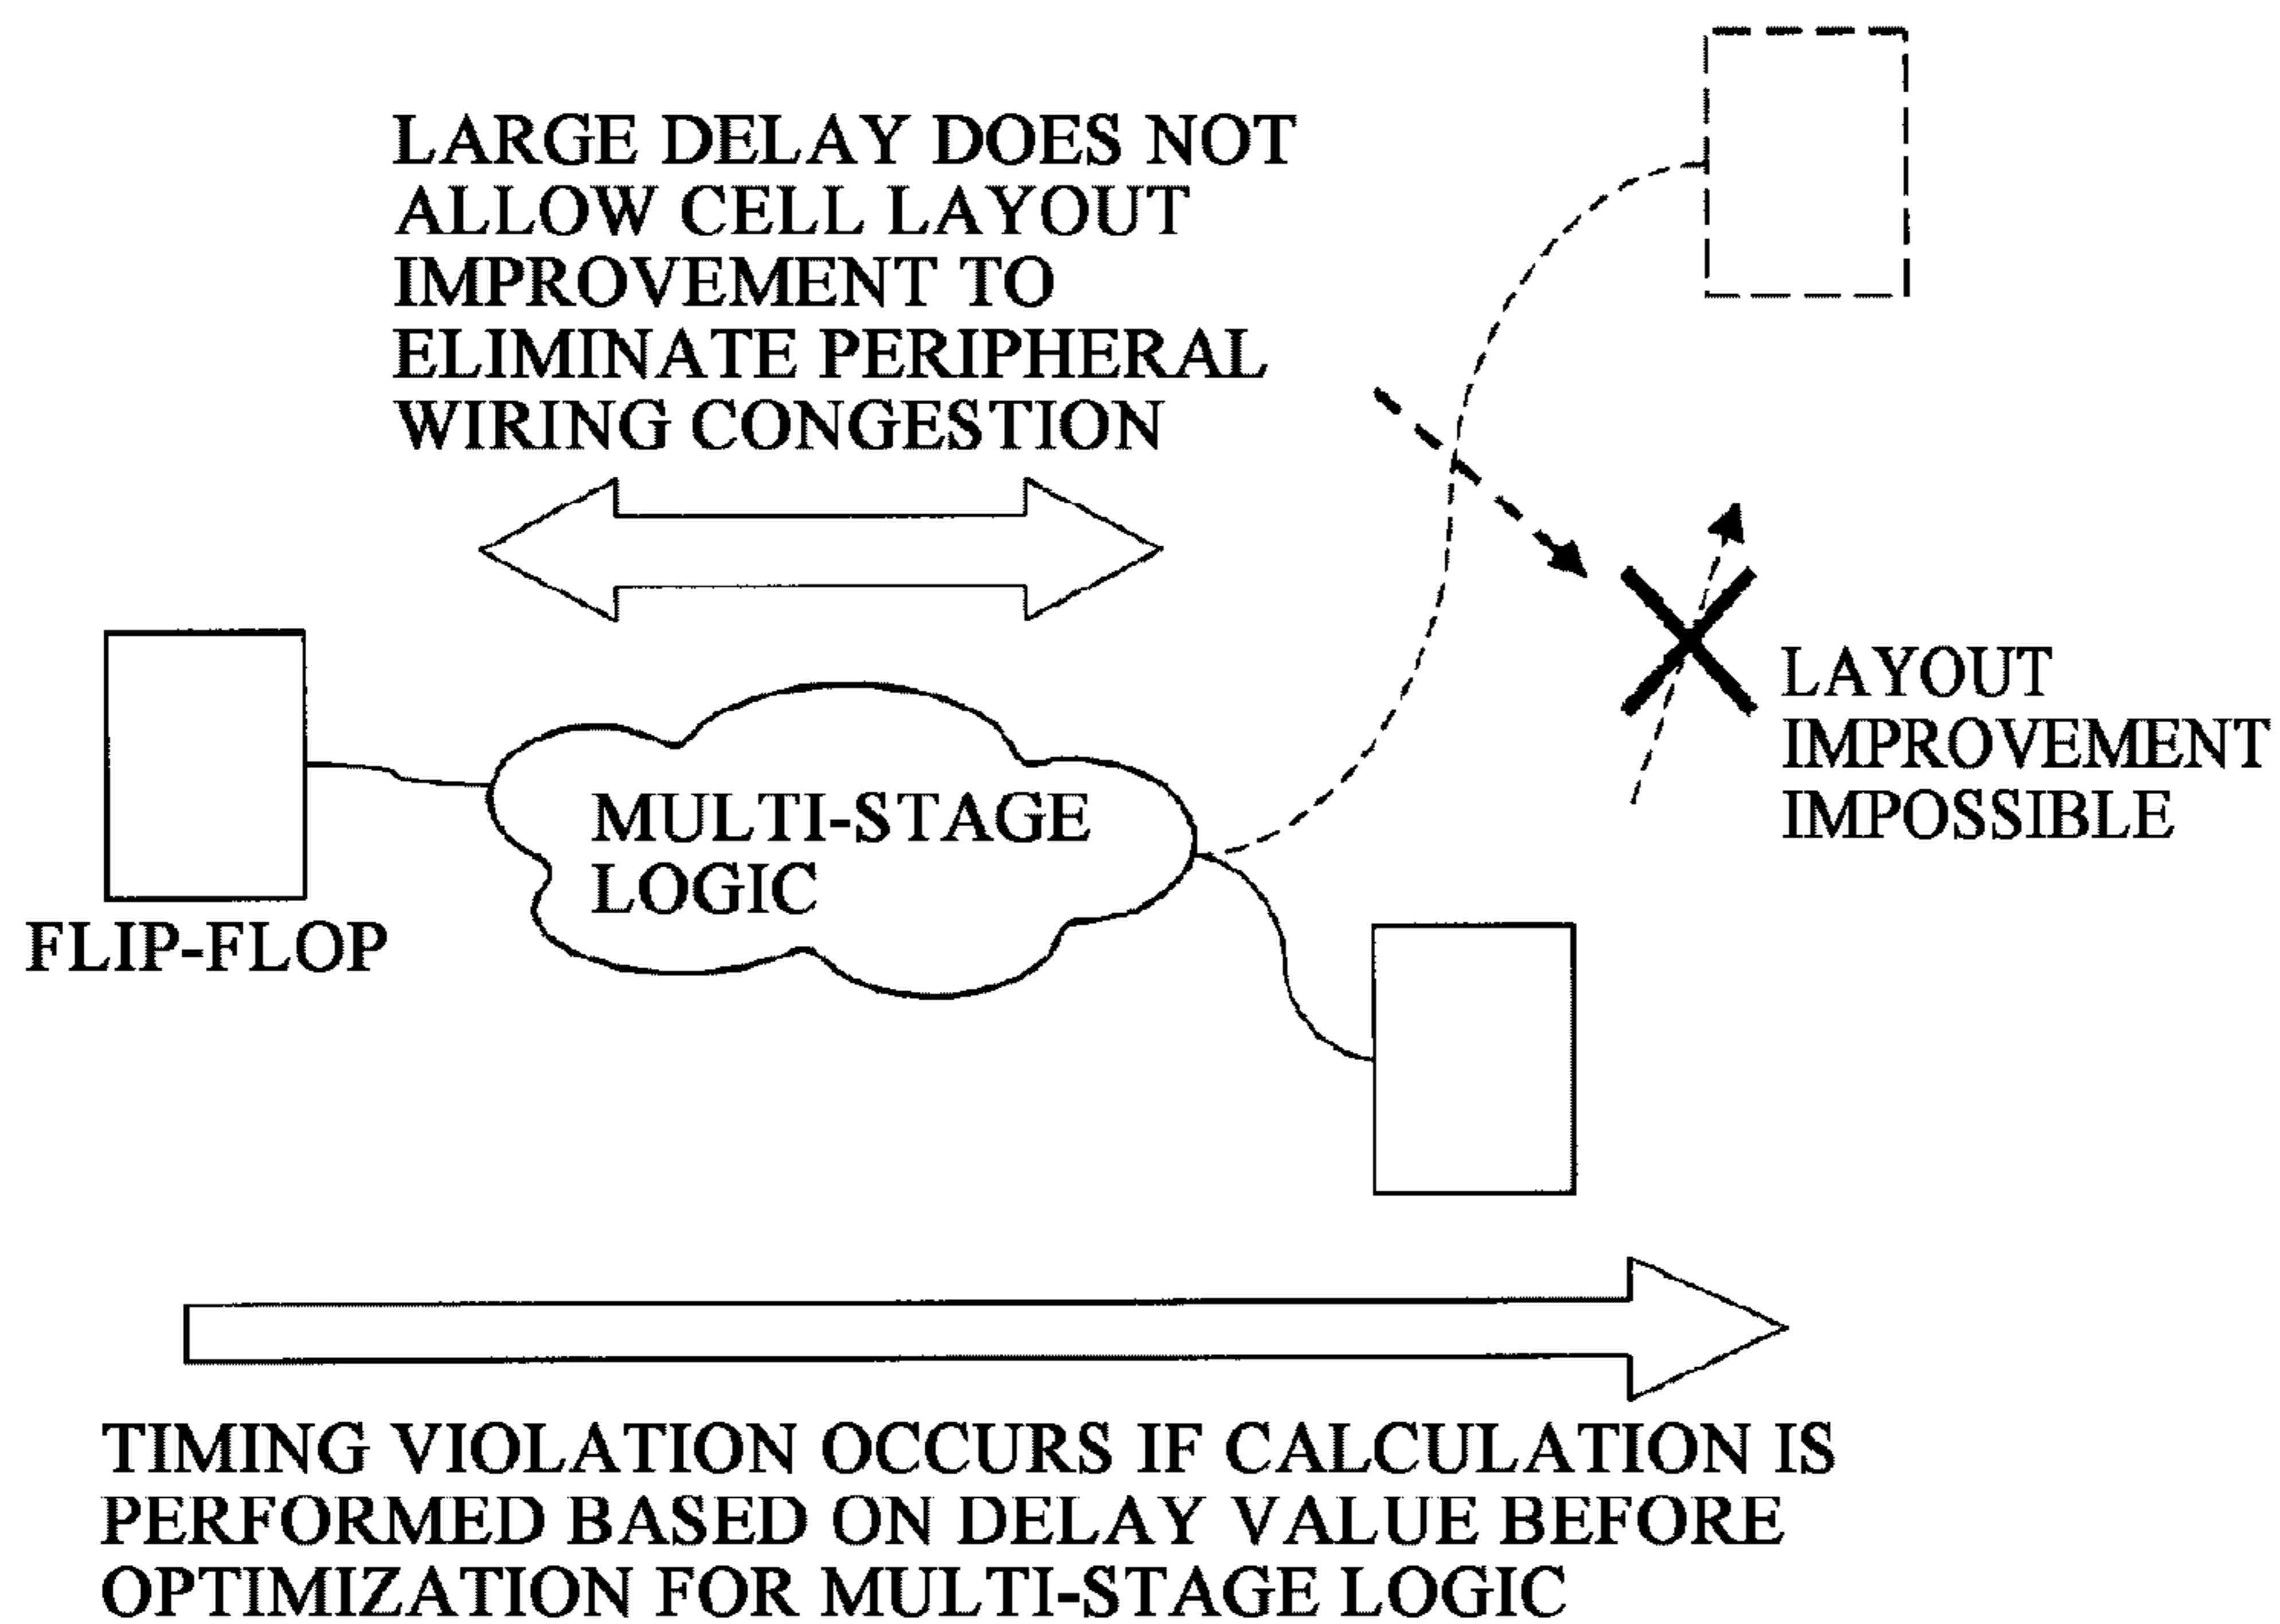 LARGE DELAY DOES NOT
ALLOW CELL LAYOUT
IMPROVEMENT TO
ELIMINATE PERIPHERAL
WIRING CONGESTION
LAYOUT
IMPROVEMENT
IMPOSSIBLE
MULTI-STAGE
LOGIC
FLIP-FLOP
TIMING VIOLATION OCCURS IF CALCULATION IS
PERFORMED BASED ON DELAY VALUE BEFORE
OPTIMIZATION FOR MULTI-STAGE LOGIC